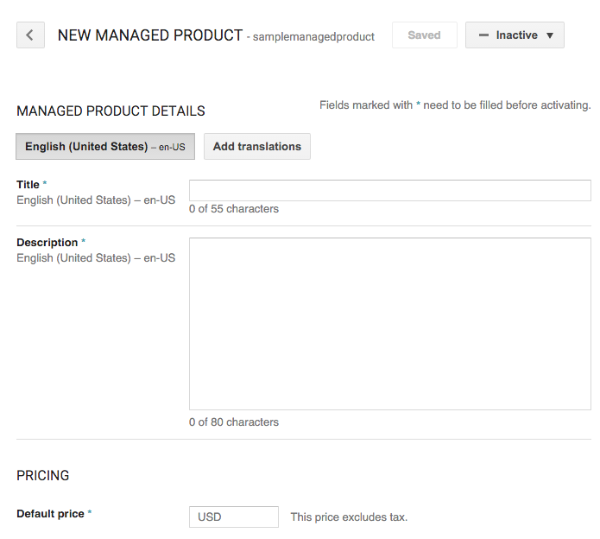 NEW MANAGED PRODUCT - samplemanagedproduct Saved Inactive
MANAGED PRODUCT DETAILS Fields marked with * need to be filled before activating.
English (United States) – en-US Add translations
Title *
English (United States) – en-US
0 of 55 characters
Description *
English (United States) – en-US
0 of 80 characters
PRICING
Default price * USD This price excludes tax.